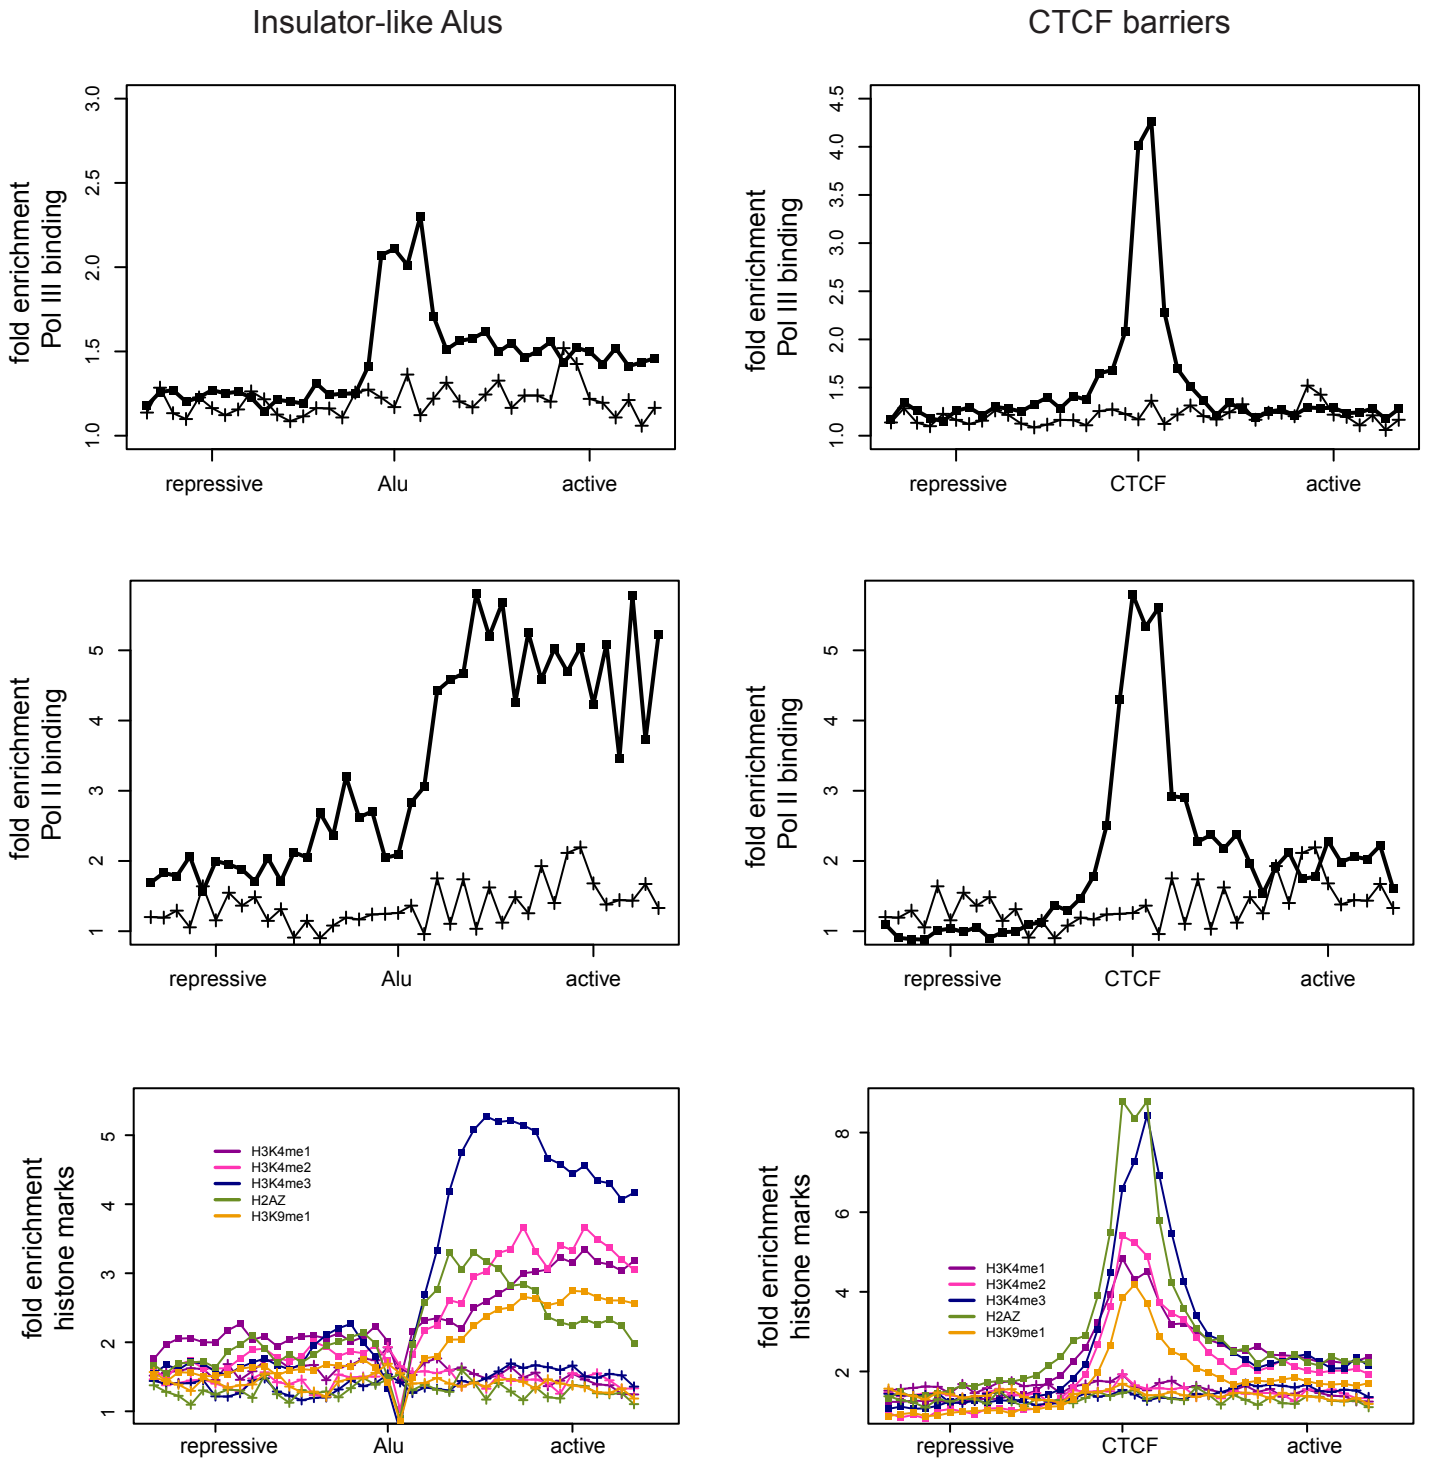 Insulator-like Alus
CTCF barriers
fold enrichment
Pol III binding
3.0
2.5
2.0
1.5
1.0
repressive
Alu
active
fold enrichment
Pol III binding
4.5
4.0
3.5
3.0
2.5
2.0
1.5
1.0
repressive
CTCF
active
fold enrichment
Pol II binding
5
4
3
2
1
repressive
Alu
active
fold enrichment
Pol II binding
5
4
3
2
1
repressive
CTCF
active
fold enrichment
histone marks
5
4
3
2
1
H3K4me1
H3K4me2
H3K4me3
H2AZ
H3K9me1
repressive
Alu
active
fold enrichment
histone marks
8
6
4
2
H3K4me1
H3K4me2
H3K4me3
H2AZ
H3K9me1
repressive
CTCF
active